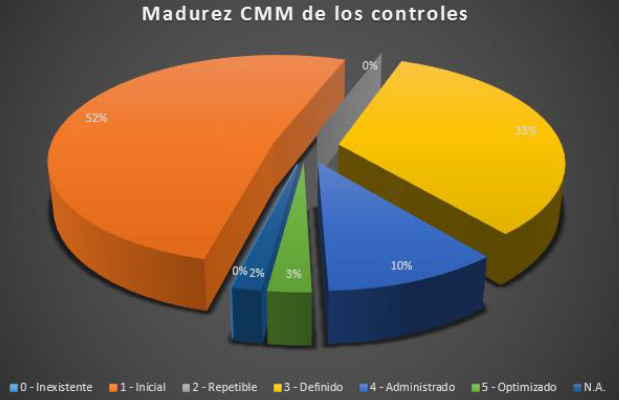 Madurez CMM de los controles
0%
52%
33%
10%
0% 2% 3%
0 - Inexistente 1 - Inicial 2 - Repetible 3 - Definido 4 - Administrado 5 - Optimizado N.A.